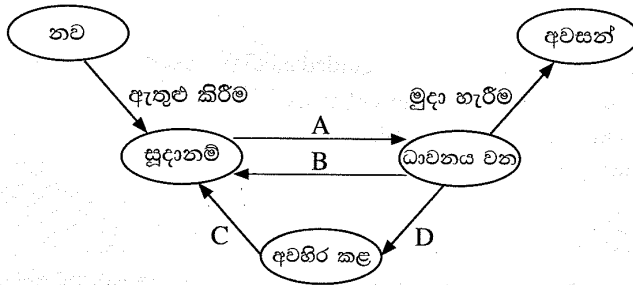 නව
අවසන්
ඇතුළු කිරීම
මුදා හැරීම
A
සූදානම්
ධාවනය වන
B
C
D
අවහිර කළ